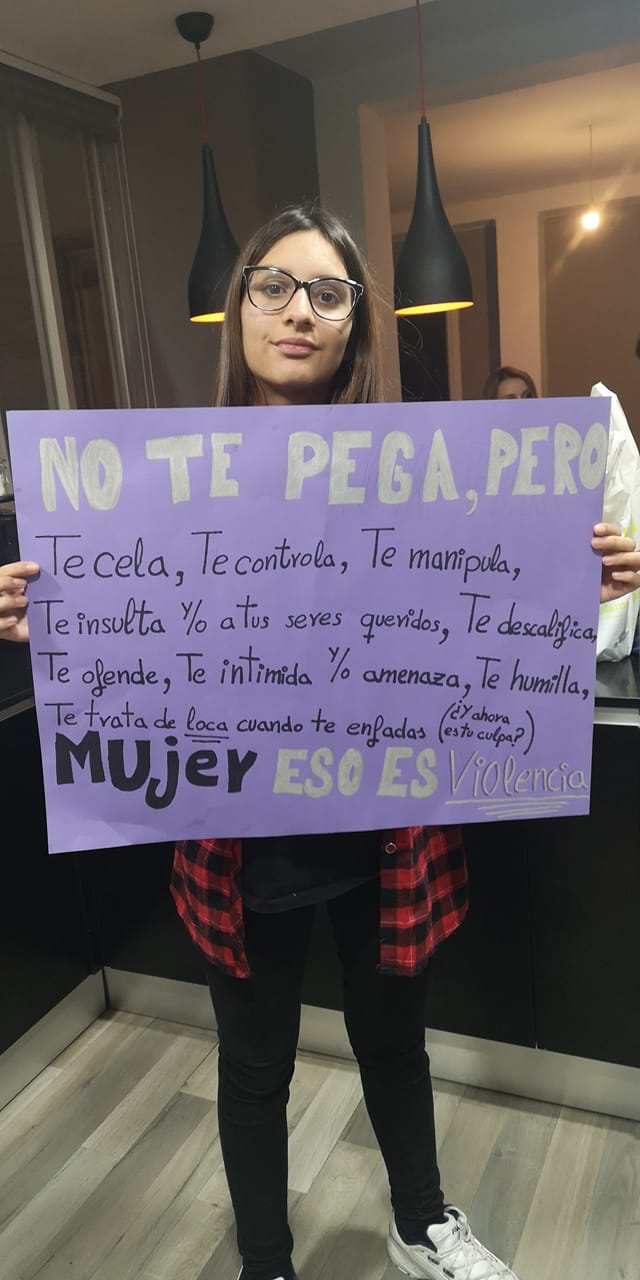 NO TE PEGA, PERO
Te cela, Te controla, Te manipula,
Te insulta y/o a tus seres queridos, Te descalifica,
Te ofende, Te intimida y/o amenaza, Te humilla,
Te trata de loca cuando te enfadas (¿Y ahora es tu culpa?)
Mujer ESO ES Violencia